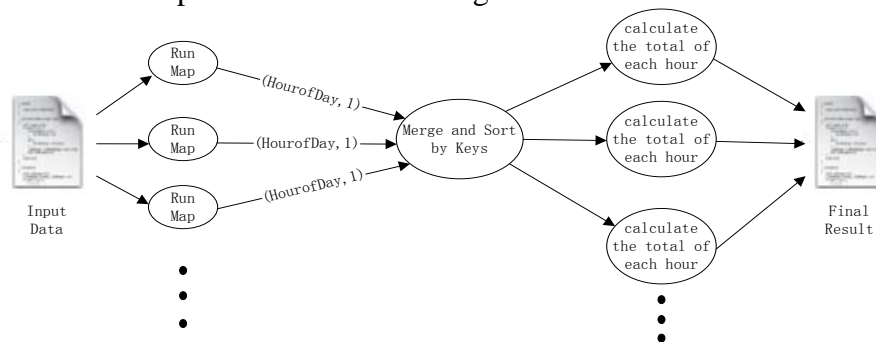 Run
Map
(HourofDay,1)
Run
Map
(HourofDay,1)
Run
Map
(HourofDay,1)
Input
Data
Merge and Sort
by Keys
calculate
the total of
each hour
calculate
the total of
each hour
calculate
the total of
each hour
Final
Result